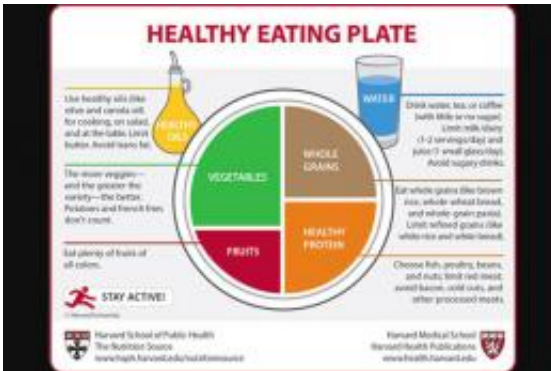 HEALTHY EATING PLATE
Use healthy oils (like
olive and canola oil)
for cooking, on salad,
and at the table. Limit
butter. Avoid trans fat.
HEALTHY
OILS
The more veggies—
and the greater the
variety—the better.
Potatoes and French fries
don't count.
Eat plenty of fruits of
all colors.
VEGETABLES
FRUITS
WHOLE
GRAINS
HEALTHY
PROTEIN
WATER
Drink water, tea, or coffee
(with little or no sugar).
Limit milk/dairy
(1-2 servings/day) and
juice (1 small glass/day).
Avoid sugary drinks.
Eat whole grains (like brown
rice, whole-wheat bread,
and whole-grain pasta).
Limit refined grains (like
white rice and white bread).
Choose fish, poultry, beans,
and nuts; limit red meat;
avoid bacon, cold cuts, and
other processed meats.
STAY ACTIVE!
© Harvard University
Harvard School of Public Health
The Nutrition Source
www.hsph.harvard.edu/nutritionsource
Harvard Medical School
Harvard Health Publications
www.health.harvard.edu